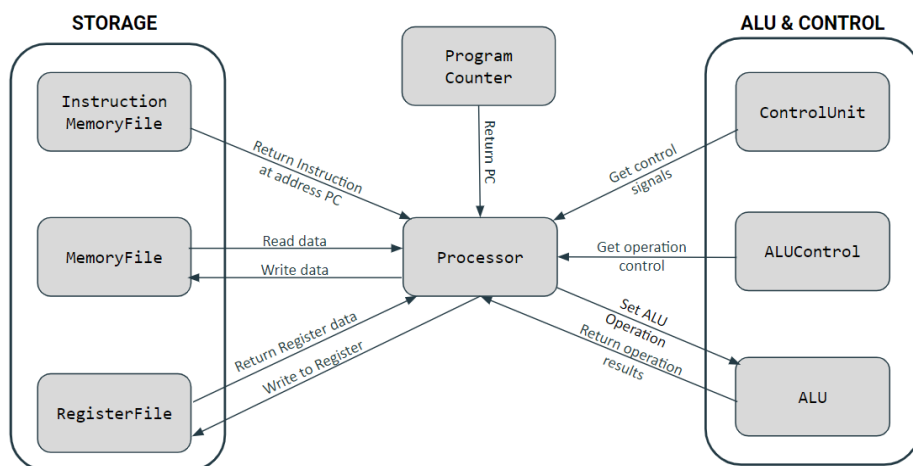 STORAGE
ALU & CONTROL
Program
Counter
Instruction
MemoryFile
ControlUnit
Return Instruction
at address PC
Return PC
Get control
signals
MemoryFile
Read data
Write data
Processor
Get operation
control
ALUControl
Set ALU
Operation
Return operation
results
Return Register data
Write to Register
RegisterFile
ALU